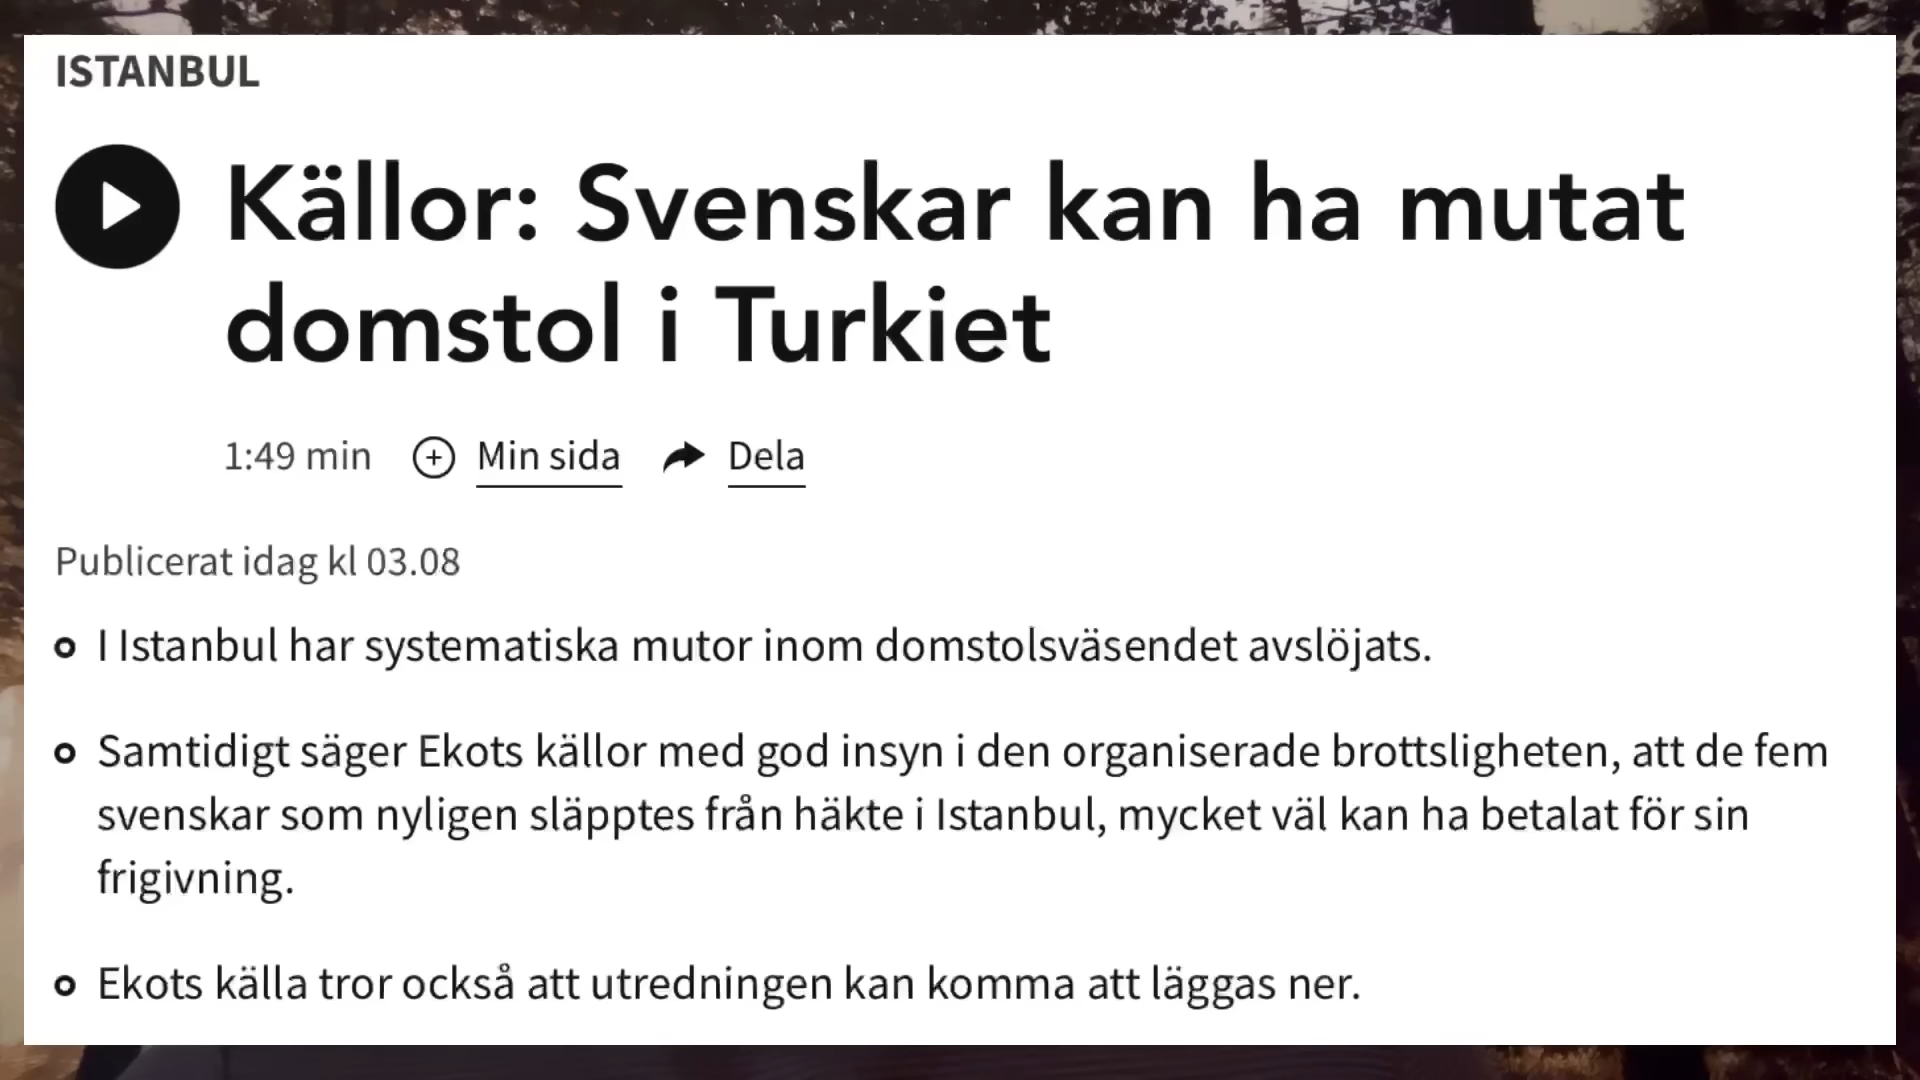 ISTANBUL
Källor: Svenskar kan ha mutat
domstol i Turkiet
1:49 min Min sida Dela
Publicerat idag kl 03.08
I Istanbul har systematiska mutor inom domstolsväsendet avslöjats.
Samtidigt säger Ekots källor med god insyn i den organiserade brottsligheten, att de fem
svenskar som nyligen släpptes från häkte i Istanbul, mycket väl kan ha betalat för sin
frigivning.
Ekots källa tror också att utredningen kan komma att läggas ner.